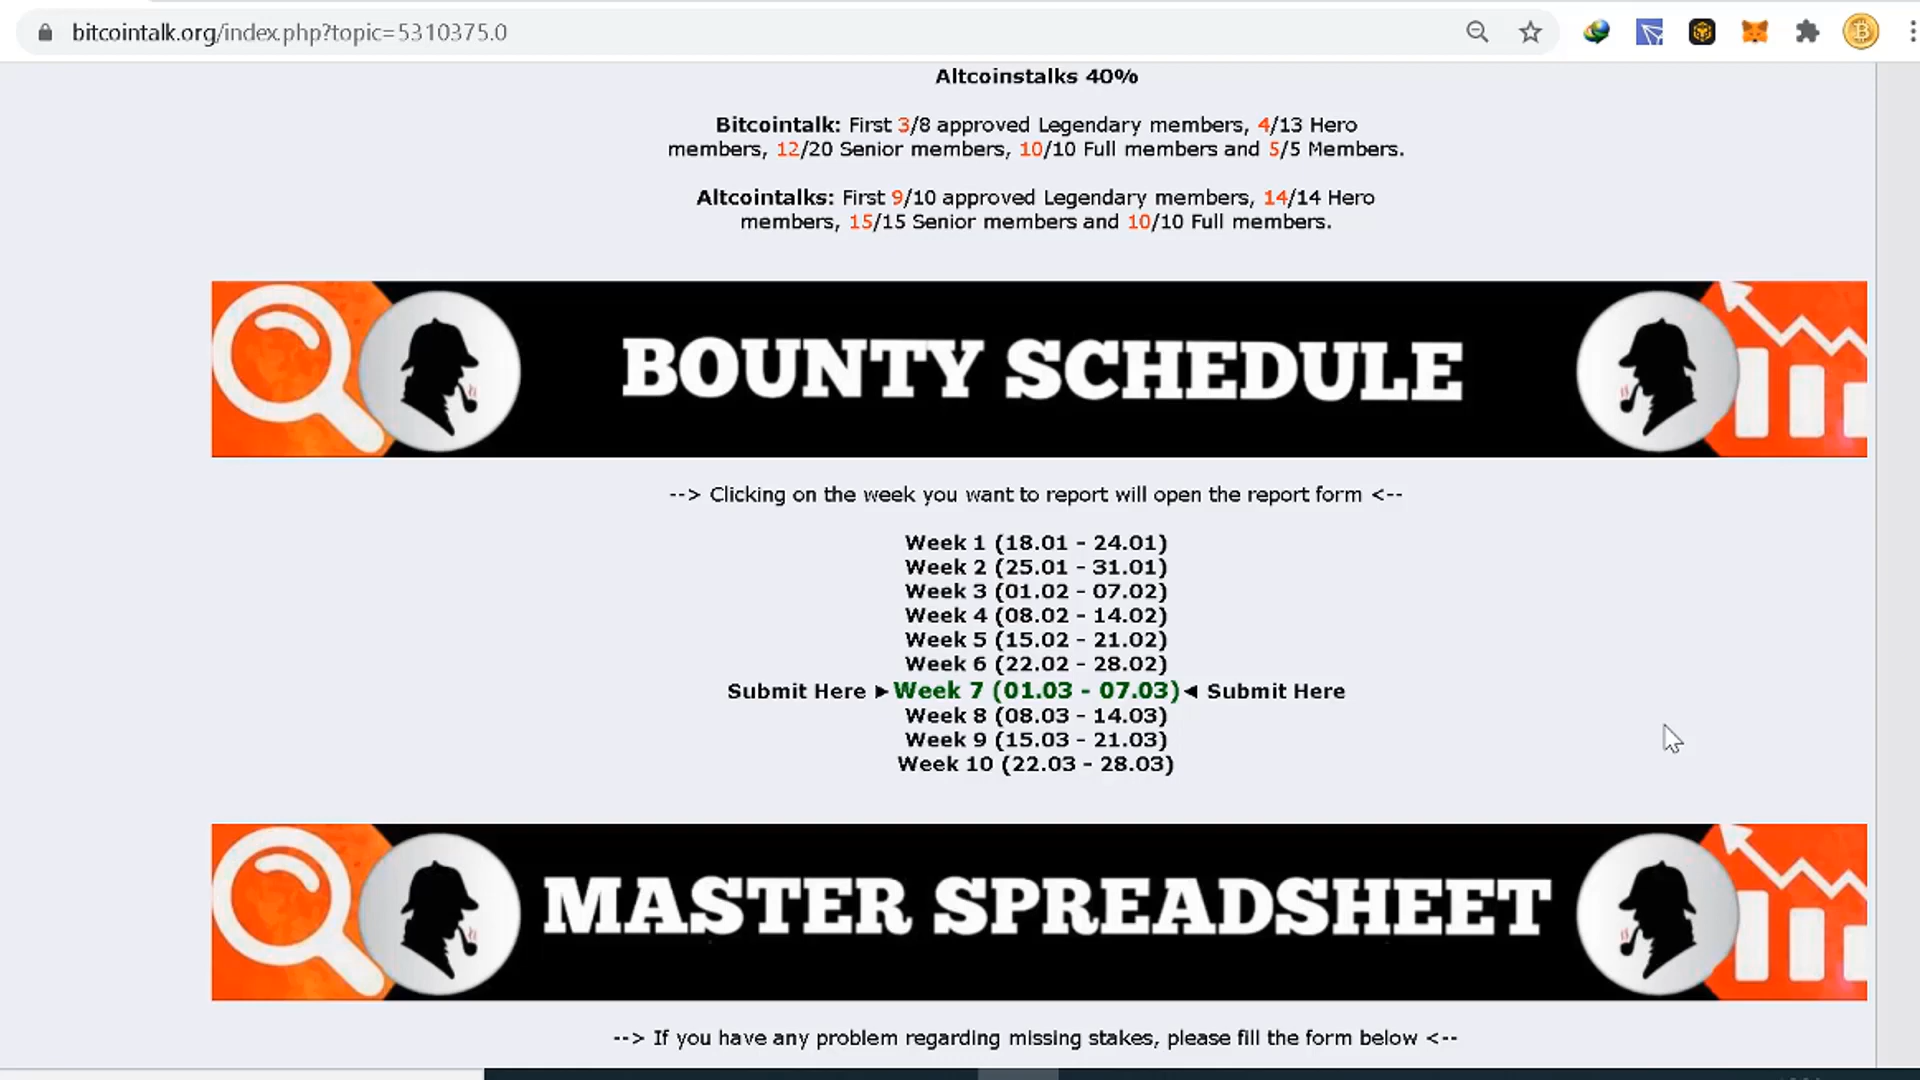 bitcointalk.org/index.php?topic=5310375.0
Altcoinstalks 40%
Bitcointalk: First 3/8 approved Legendary members, 4/13 Hero
members, 12/20 Senior members, 10/10 Full members and 5/5 Members.
Altcointalks: First 9/10 approved Legendary members, 14/14 Hero
members, 15/15 Senior members and 10/10 Full members.
BOUNTY SCHEDULE
--> Clicking on the week you want to report will open the report form <--
Week 1 (18.01 - 24.01)
Week 2 (25.01 - 31.01)
Week 3 (01.02 - 07.02)
Week 4 (08.02 - 14.02)
Week 5 (15.02 - 21.02)
Week 6 (22.02 - 28.02)
Submit Here ►Week 7 (01.03 - 07.03)◄ Submit Here
Week 8 (08.03 - 14.03)
Week 9 (15.03 - 21.03)
Week 10 (22.03 - 28.03)
MASTER SPREADSHEET
--> If you have any problem regarding missing stakes, please fill the form below <--